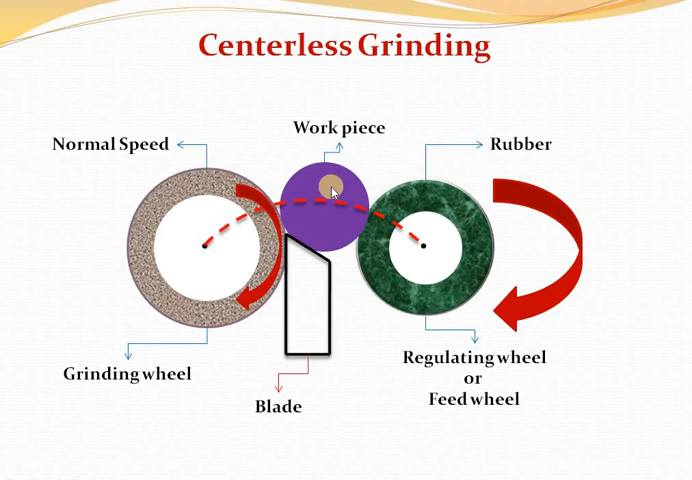 Centerless Grinding
Work piece
Normal Speed
Rubber
Grinding wheel
Regulating wheel
or
Feed wheel
Blade